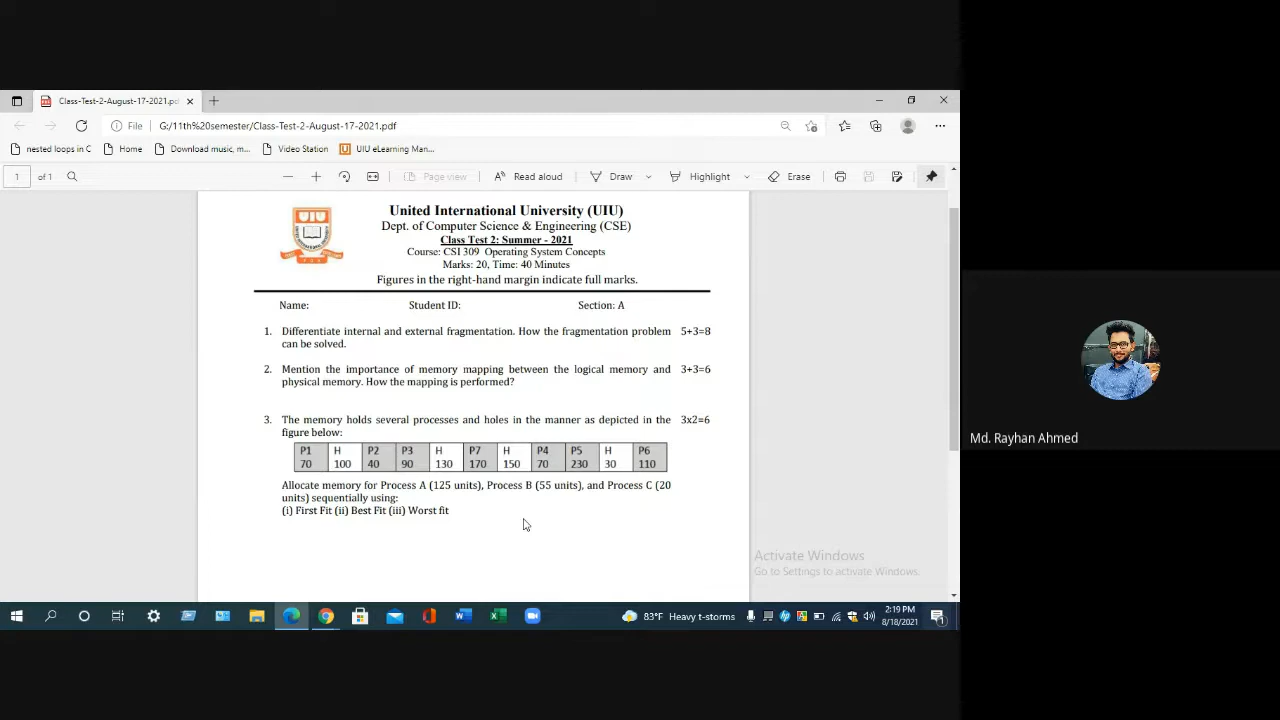 Class-Test-2-August-17-2021.pd
File
G:/11th%20semester/Class-Test-2-August-17-2021.pdf
nested loops in C
Home
Download music, m...
Video Station
UIU eLearning Man...
1
of 1
Page view
Read aloud
Draw
Highlight
Erase
United International University (UIU)
Dept. of Computer Science & Engineering (CSE)
Class Test 2: Summer - 2021
Course: CSI 309 Operating System Concepts
Marks: 20, Time: 40 Minutes
Figures in the right-hand margin indicate full marks.
Name: Student ID: Section: A
1. Differentiate internal and external fragmentation. How the fragmentation problem 5+3=8
can be solved.
2. Mention the importance of memory mapping between the logical memory and 3+3=6
physical memory. How the mapping is performed?
3. The memory holds several processes and holes in the manner as depicted in the 3x2=6
figure below:
P1 H P2 P3 H P7 H P4 P5 H P6
70 100 40 90 130 170 150 70 230 30 110
Allocate memory for Process A (125 units), Process B (55 units), and Process C (20
units) sequentially using:
(i) First Fit (ii) Best Fit (iii) Worst fit
Activate Windows
Go to Settings to activate Windows.
Md. Rayhan Ahmed
83°F Heavy t-storms
2:19 PM
8/18/2021